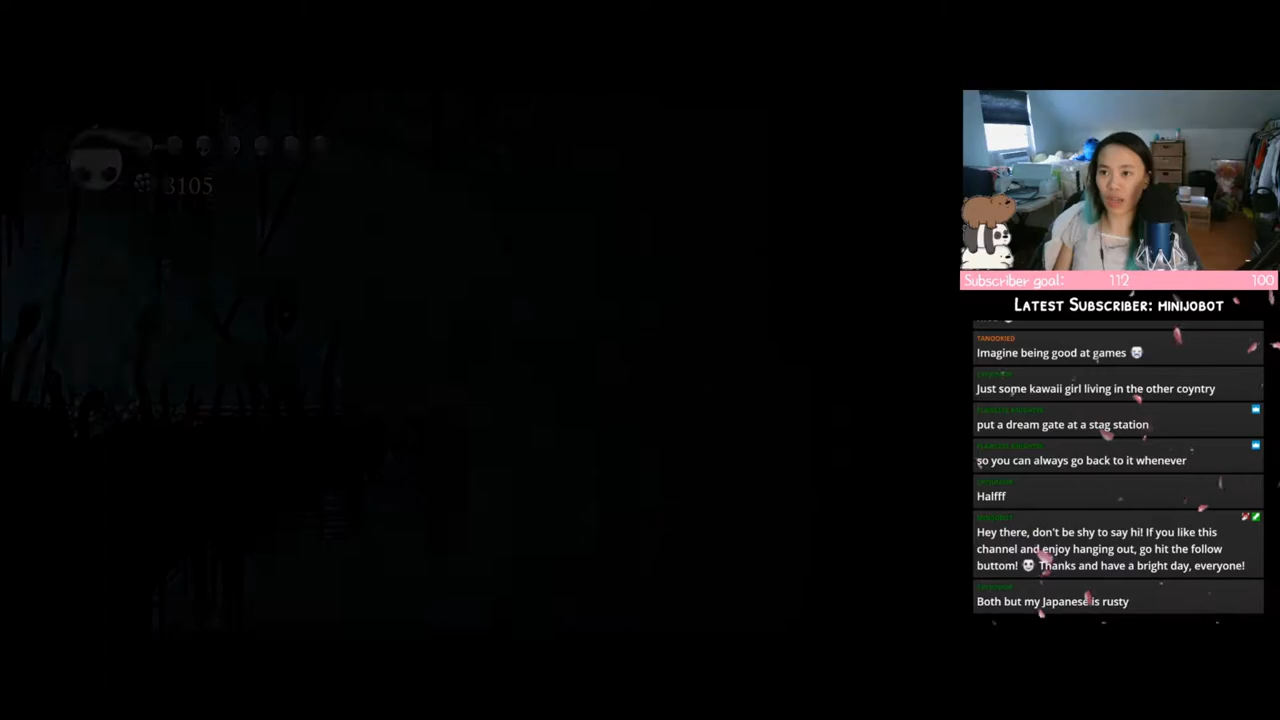 3105
Subscriber goal: 112 100
LATEST SUBSCRIBER: MINIJOBOT
TANOOKIED
Imagine being good at games
Just some kawaii girl living in the other coyntry
put a dream gate at a stag station
so you can always go back to it whenever
Halfff
Hey there, don't be shy to say hi! If you like this
channel and enjoy hanging out, go hit the follow
buttom! Thanks and have a bright day, everyone!
Both but my Japanese is rusty